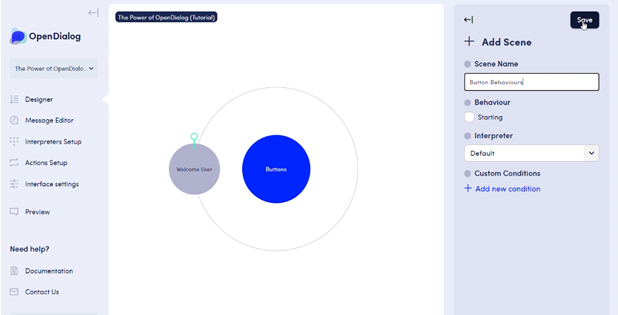 OpenDialog
The Power of OpenDialo...
Designer
Message Editor
Interpreters Setup
Actions Setup
Interface settings
Preview
Need help?
Documentation
Contact Us
The Power of OpenDialog (Tutorial)
Welcome User
Buttons
Save
Add Scene
Scene Name
Button Behaviours
Behaviour
Starting
Interpreter
Default
Custom Conditions
Add new condition